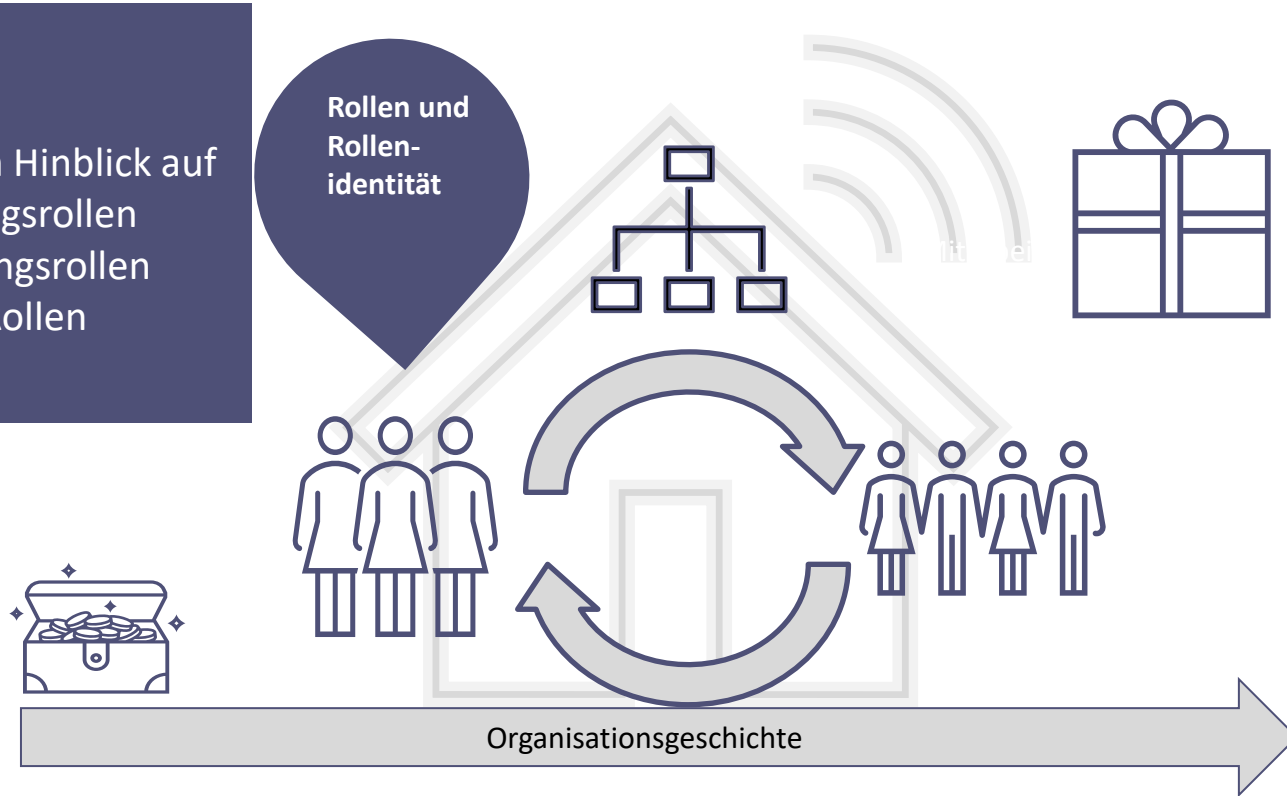 Hinblick auf
gsrollen
ngsrollen
ollen
Rollen und
Rollen-
identität
Organisationsgeschichte